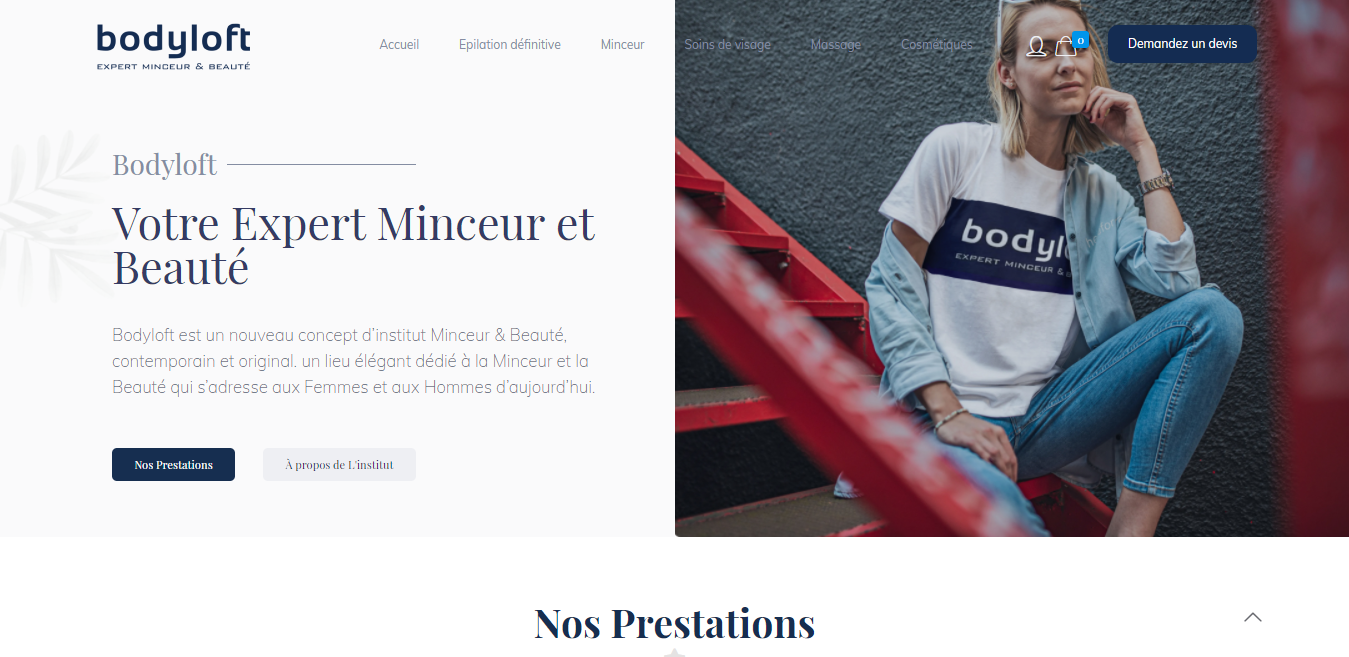 bodyloft
EXPERT MINCEUR & BEAUTÉ
Accueil
Epilation définitive
Minceur
Soins de visage
Massage
Cosmétiques
0
Demandez un devis
Bodyloft
Votre Expert Minceur et
Beauté
Bodyloft est un nouveau concept d'institut Minceur & Beauté,
contemporain et original. un lieu élégant dédié à la Minceur et la
Beauté qui s'adresse aux Femmes et aux Hommes d'aujourd'hui.
Nos Prestations
À propos de L'institut
bodyl
EXPERT MINCEUR &
Nos Prestations